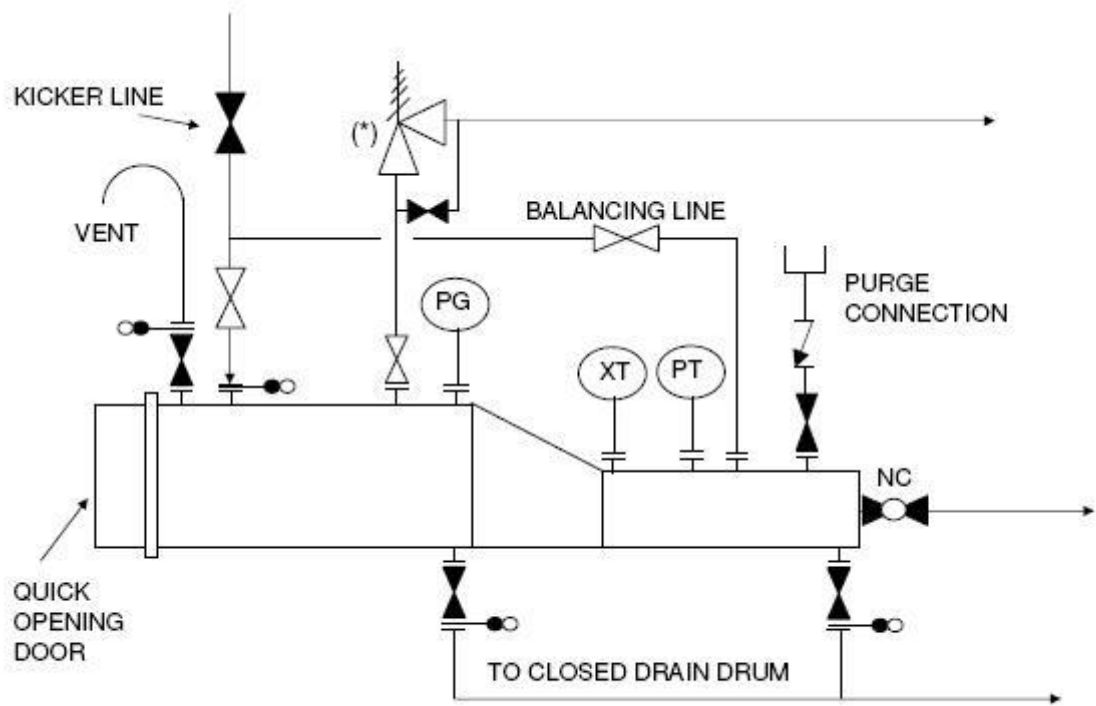 KICKER LINE
(*)
VENT
BALANCING LINE
PG
PURGE
CONNECTION
XT
PT
NC
QUICK
OPENING
DOOR
TO CLOSED DRAIN DRUM